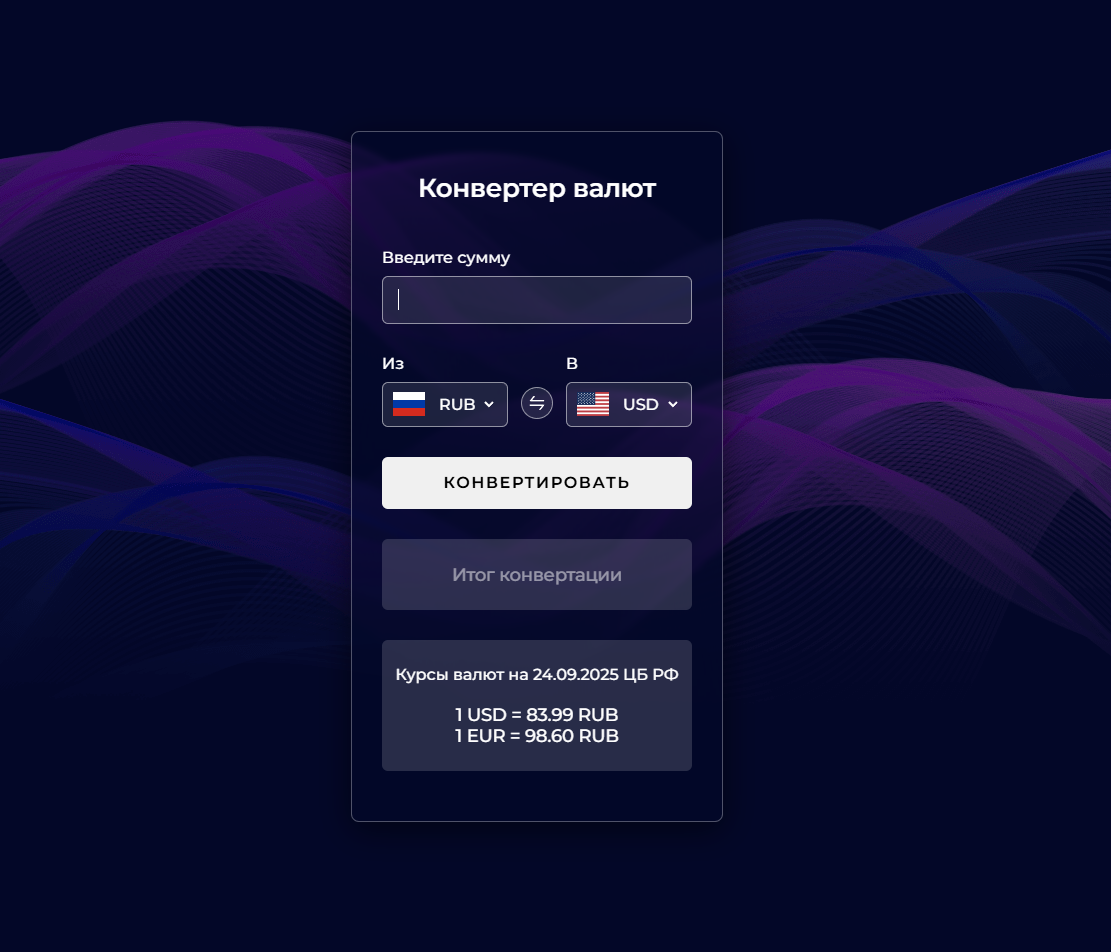 Конвертер валют
Введите сумму
Из
В
RUB
USD
КОНВЕРТИРОВАТЬ
Итог конвертации
Курсы валют на 24.09.2025 ЦБ РФ
1 USD = 83.99 RUB
1 EUR = 98.60 RUB